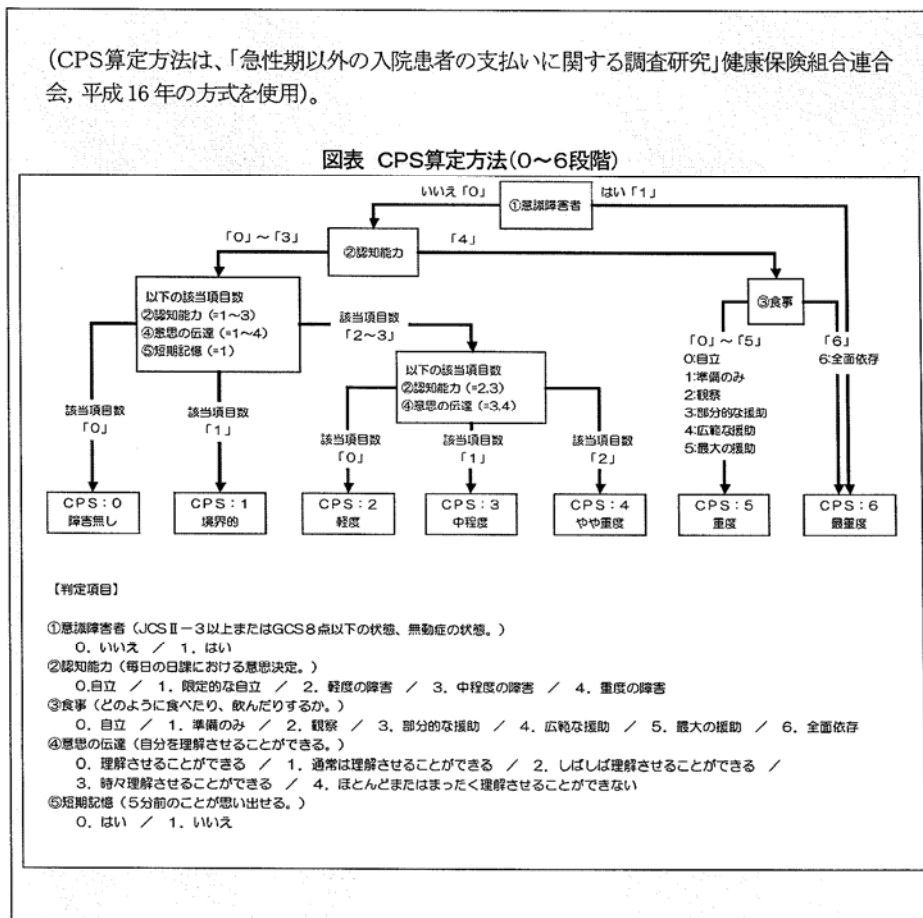 （CPS算定方法は、「急性期以外の入院患者の支払いに関する調査研究」健康保険組合連合
会, 平成16年の方式を使用）。
図表 CPS算定方法（0～6段階）
いいえ「0」
①意識障害者
はい「1」
「0」～「3」
②認知能力
「4」
以下の該当項目数
②認知能力（=1～3）
④意思の伝達（=1～4）
⑤短期記憶（=1）
該当項目数
「2～3」
③食事
「0」～「5」
0:自立
1:準備のみ
2:観察
3:部分的な援助
4:広範な援助
5:最大の援助
「6」
6:全面依存
以下の該当項目数
②認知能力（=2,3）
④意思の伝達（=3,4）
該当項目数
「0」
該当項目数
「1」
該当項目数
「0」
該当項目数
「1」
該当項目数
「2」
CPS：0
障害無し
CPS：1
境界的
CPS：2
軽度
CPS：3
中程度
CPS：4
やや重度
CPS：5
重度
CPS：6
最重度
【判定項目】
①意識障害者（JCSⅡ－3以上またはGCS8点以下の状態、無動症の状態。）
0．いいえ ／ 1．はい
②認知能力（毎日の日課における意思決定。）
0.自立 ／ 1．限定的な自立 ／ 2．軽度の障害 ／ 3．中程度の障害 ／ 4．重度の障害
③食事（どのように食べたり、飲んだりするか。）
0．自立 ／ 1．準備のみ ／ 2．観察 ／ 3．部分的な援助 ／ 4．広範な援助 ／ 5．最大の援助 ／ 6．全面依存
④意思の伝達（自分を理解させることができる。）
0．理解させることができる ／ 1．通常は理解させることができる ／ 2．しばしば理解させることができる ／
3．時々理解させることができる ／ 4．ほとんどまたはまったく理解させることができない
⑤短期記憶（5分前のことが思い出せる。）
0．はい ／ 1．いいえ